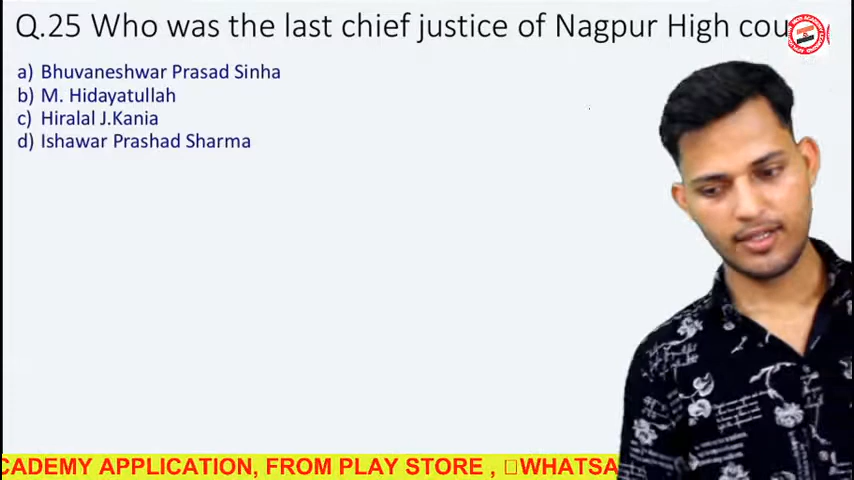 Q.25 Who was the last chief justice of Nagpur High cou
a) Bhuvaneshwar Prasad Sinha
b) M. Hidayatullah
c) Hiralal J.Kania
d) Ishawar Prashad Sharma
CADEMY APPLICATION, FROM PLAY STORE , WHATSA